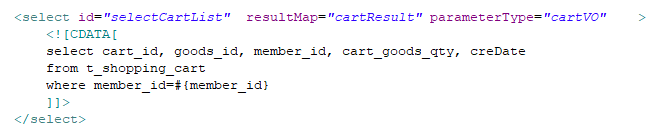 <select id="selectCartList"  resultMap="cartResult" parameterType="cartVO"    >
    <![CDATA[
    select cart_id, goods_id, member_id, cart_goods_qty, creDate
    from t_shopping_cart
    where member_id=#{member_id}
    ]]>
</select>